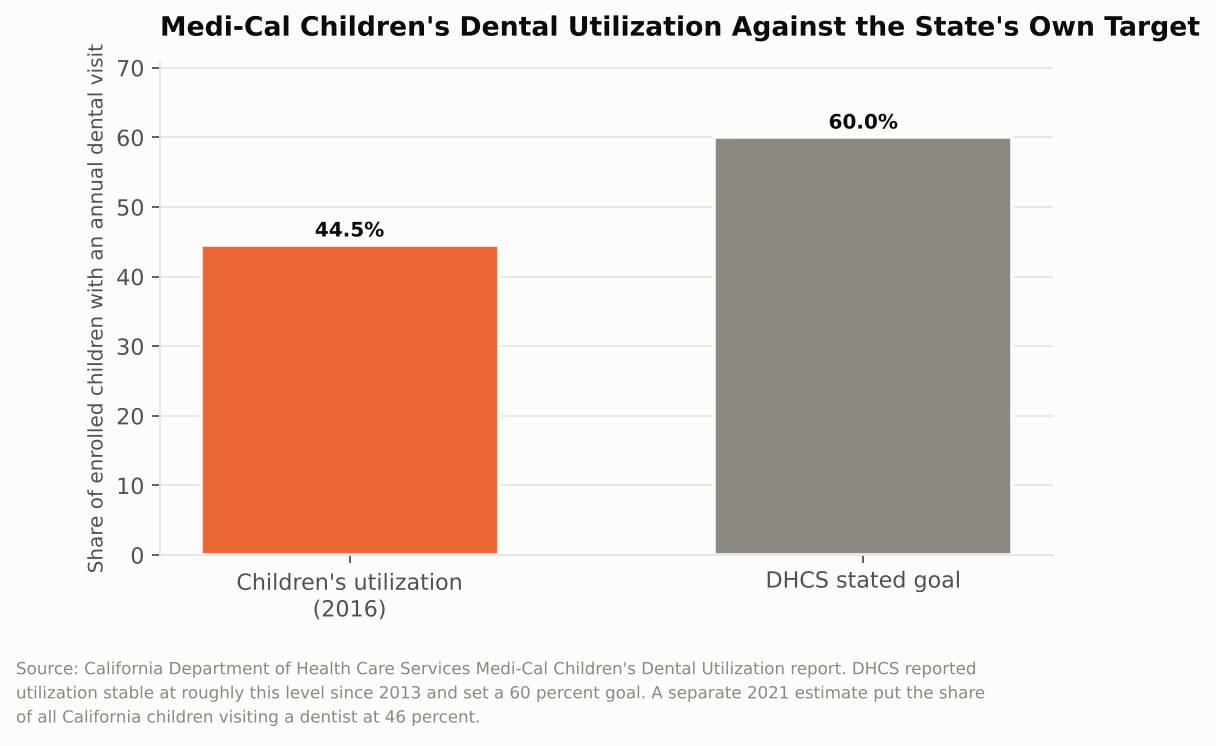 Medi-Cal Children's Dental Utilization Against the State's Own Target
Share of enrolled children with an annual dental visit
70
60
50
40
30
20
10
0
44.5%
60.0%
Children's utilization
(2016)
DHCS stated goal
Source: California Department of Health Care Services Medi-Cal Children's Dental Utilization report. DHCS reported
utilization stable at roughly this level since 2013 and set a 60 percent goal. A separate 2021 estimate put the share
of all California children visiting a dentist at 46 percent.